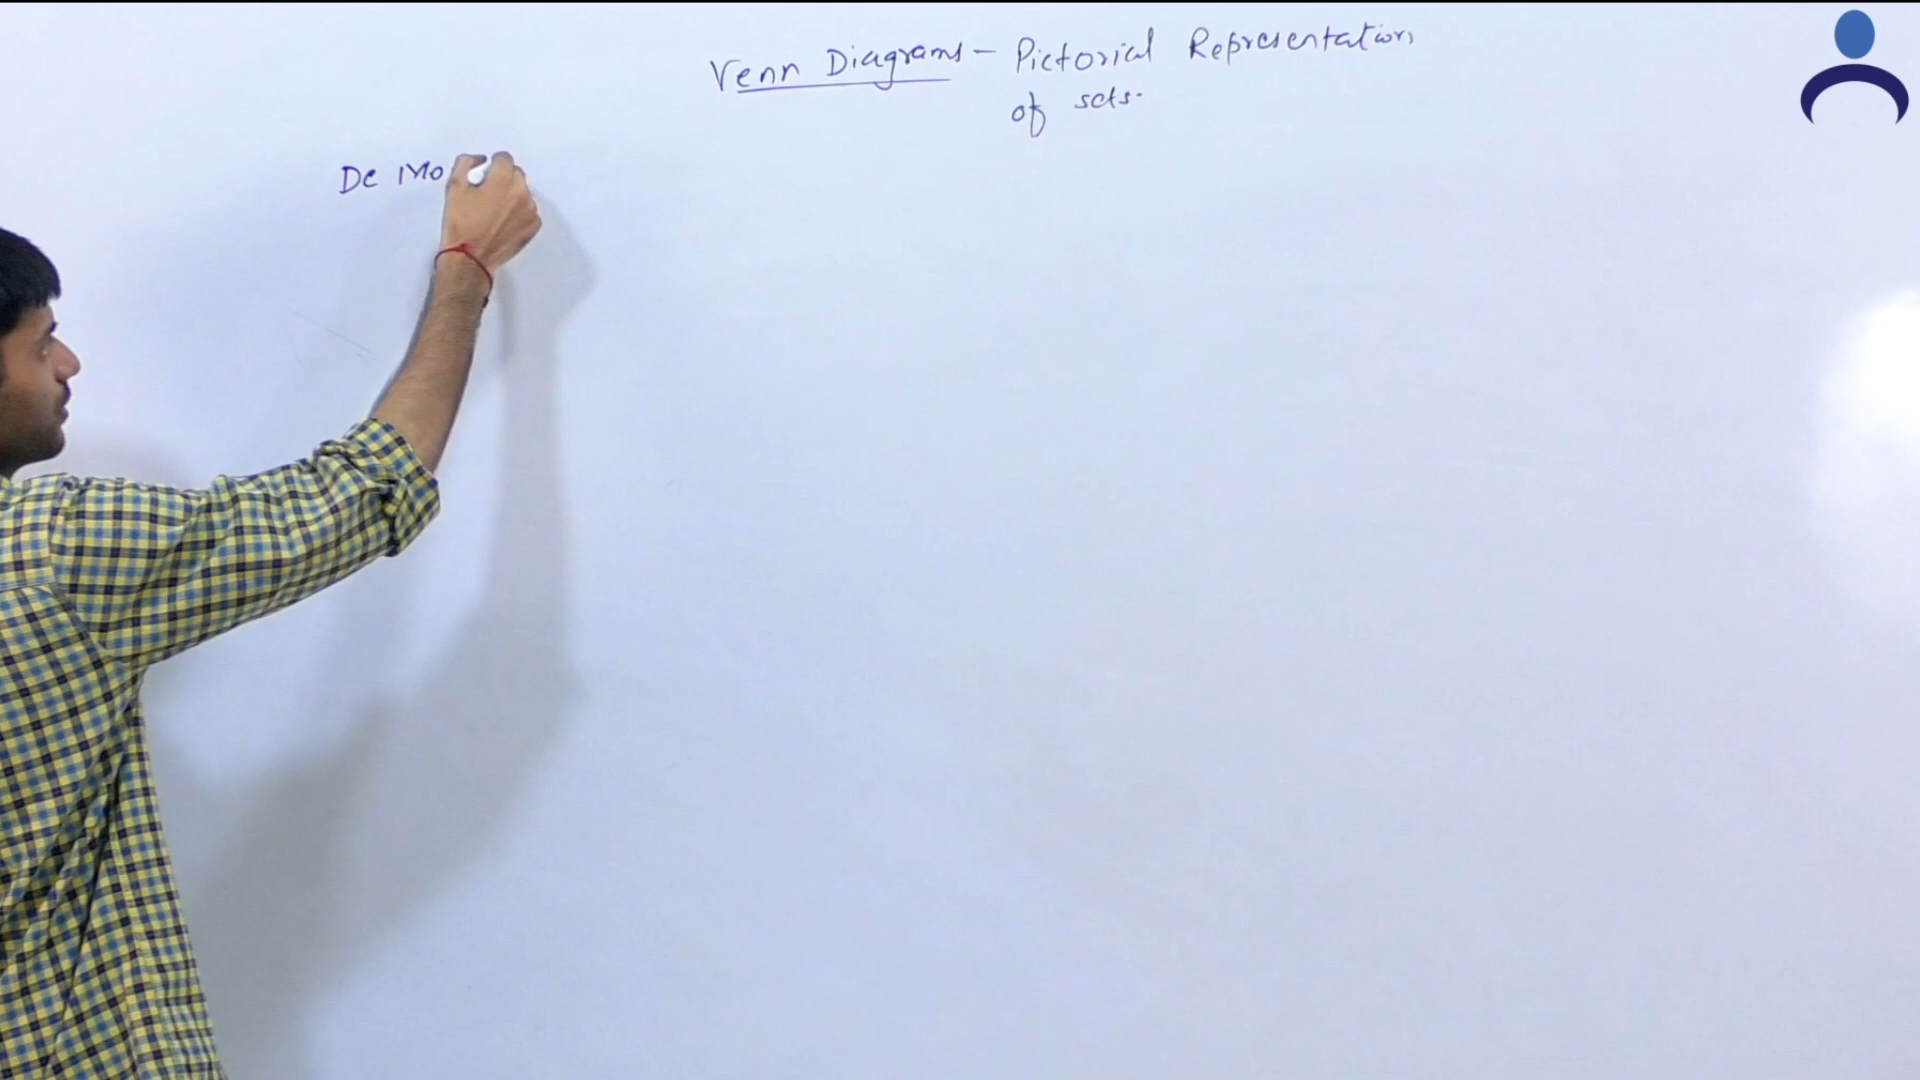 Venn Diagrams - Pictorial Representation
of sets.
De Mo